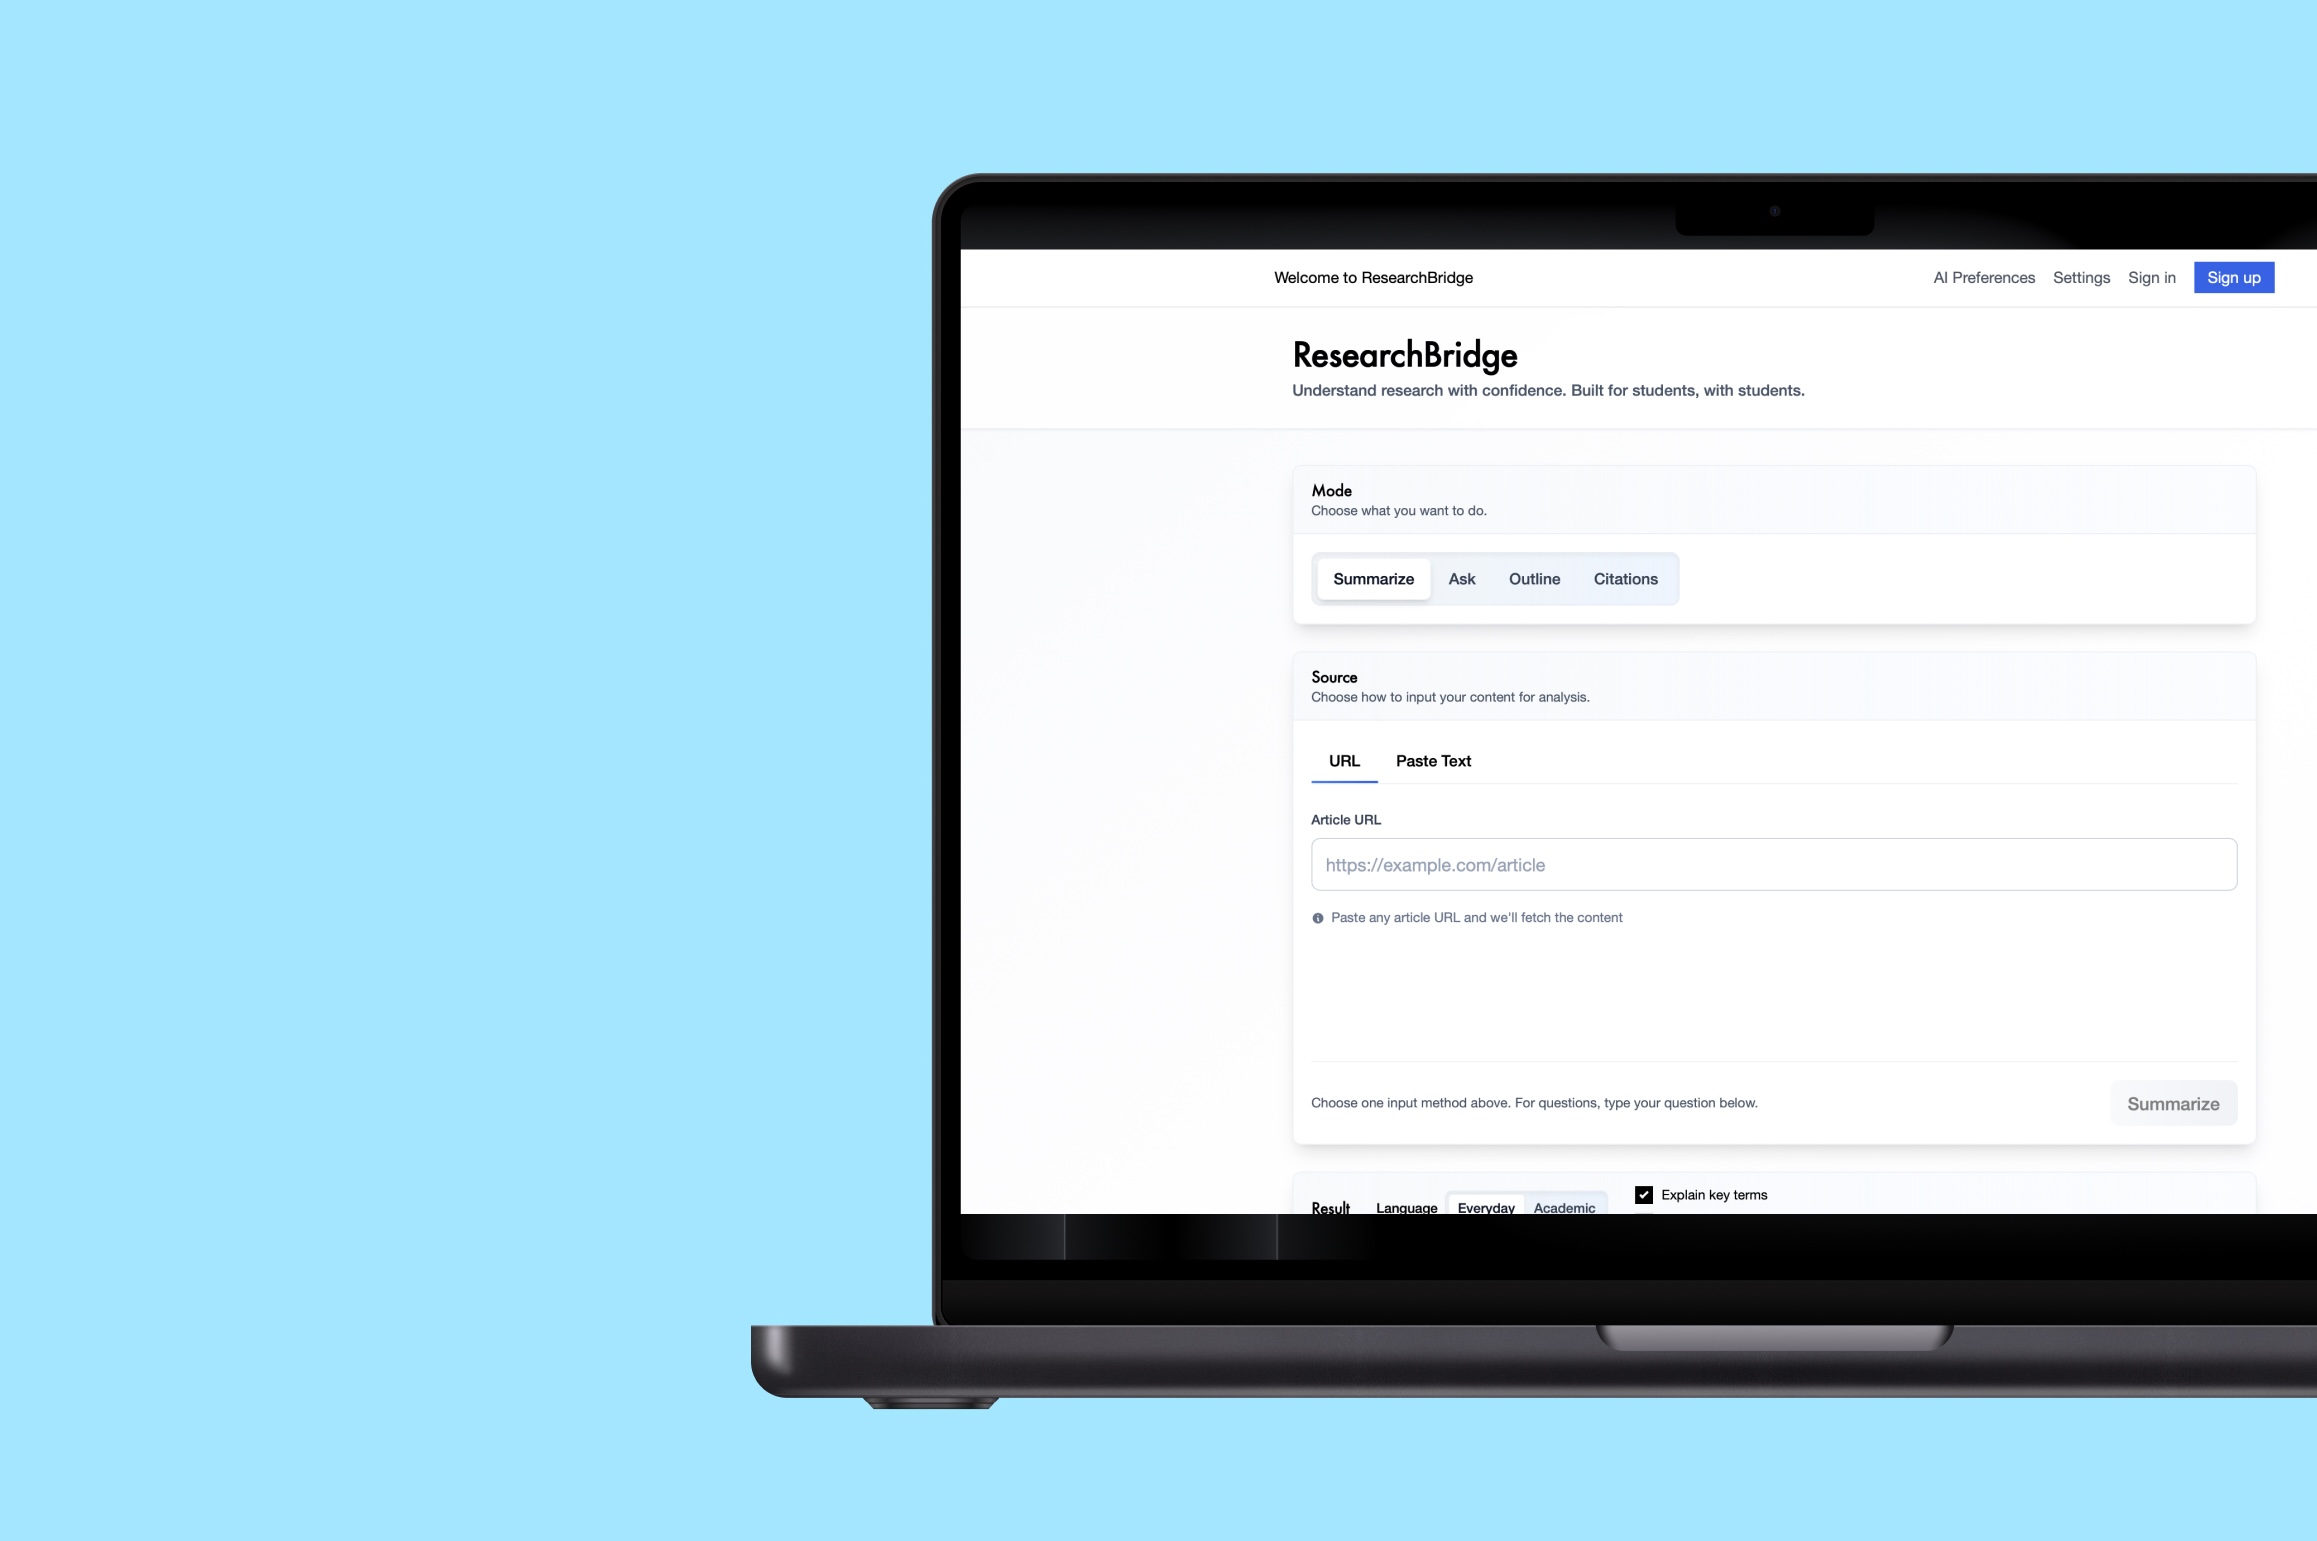 Welcome to ResearchBridge
AI Preferences Settings Sign in Sign up
ResearchBridge
Understand research with confidence. Built for students, with students.
Mode
Choose what you want to do.
Summarize Ask Outline Citations
Source
Choose how to input your content for analysis.
URL Paste Text
Article URL
https://example.com/article
Paste any article URL and we'll fetch the content
Choose one input method above. For questions, type your question below.
Summarize
Explain key terms
Result Language Everyday Academic